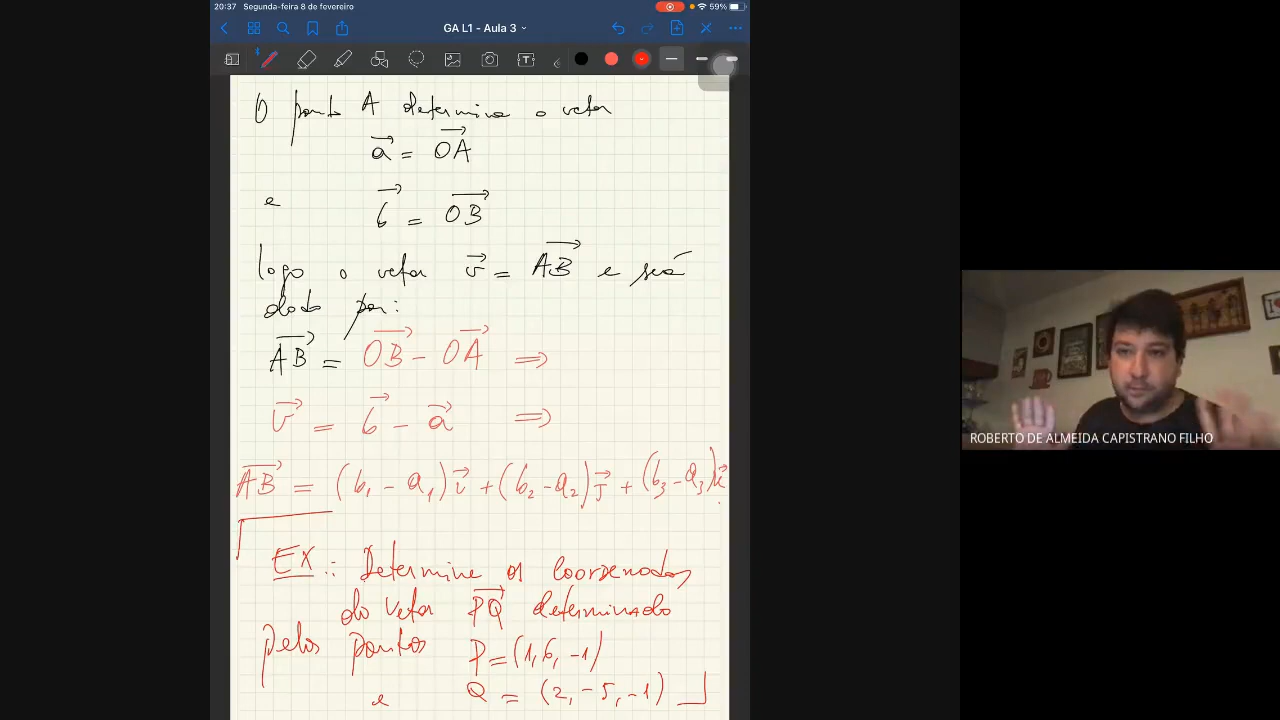 20:37 Segunda-feira 8 de fevereiro
59%
GA L1 - Aula 3
O ponto A determina o vetor
a⃗ = OA⃗
e
b⃗ = OB⃗
logo o vetor v⃗ = AB⃗ e será
dado por:
AB⃗ = OB⃗ - OA⃗ ⇒
v⃗ = b⃗ - a⃗ ⇒
AB⃗ = (b₁ - a₁)i⃗ + (b₂ - a₂)j⃗ + (b₃ - a₃)k⃗
EX.: Determine as coordenadas
do vetor PQ⃗ determinado
pelos pontos P = (1, 6, -1)
e Q = (2, -5, -1)
ROBERTO DE ALMEIDA CAPISTRANO FILHO